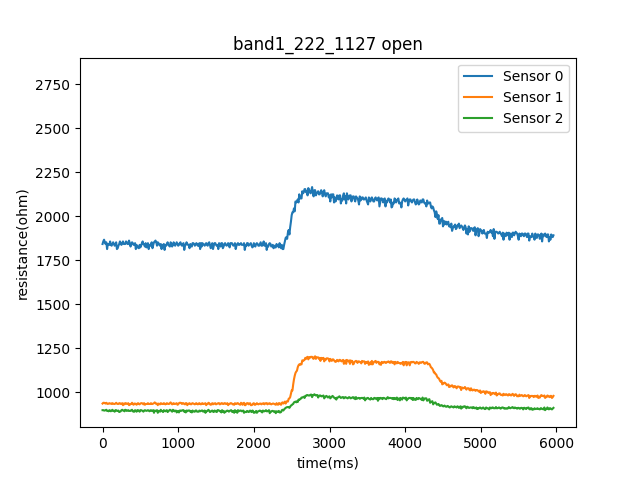 band1_222_1127 open
Sensor 0
Sensor 1
Sensor 2
resistance(ohm)
2750
2500
2250
2000
1750
1500
1250
1000
0 1000 2000 3000 4000 5000 6000
time(ms)